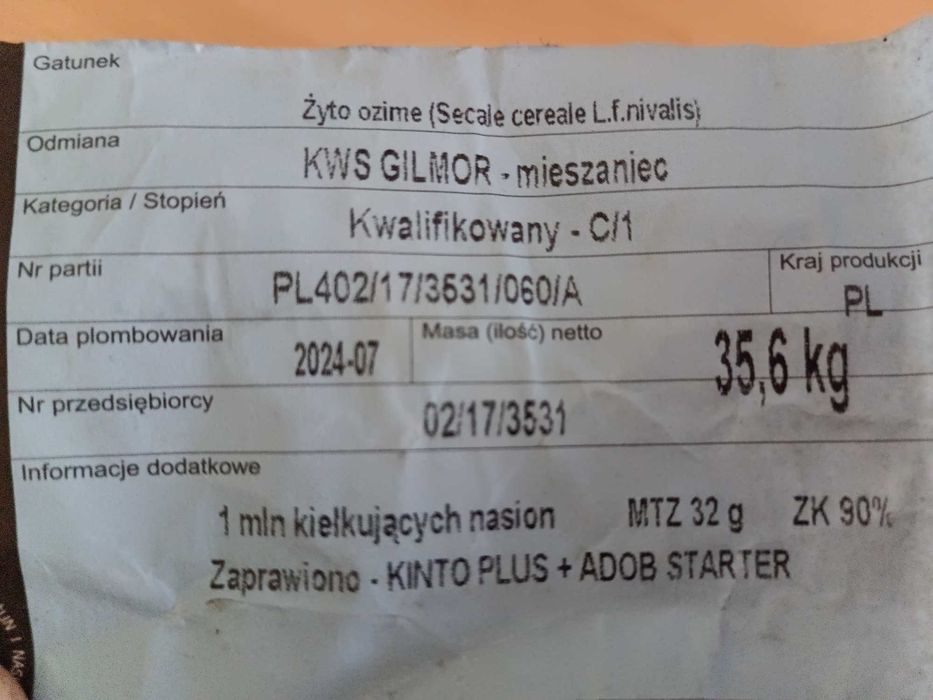 Gatunek
Żyto ozime (Secale cereale L.f.nivalis)
Odmiana
KWS GILMOR - mieszaniec
Kategoria / Stopień
Kwalifikowany - C/1
Nr partii
PL402/17/3531/060/A
Kraj produkcji
PL
Data plombowania
2024-07
Masa (ilość) netto
35,6 kg
Nr przedsiębiorcy
02/17/3531
Informacje dodatkowe
1 mln kiełkujących nasion MTZ 32 g ZK 90%
Zaprawiono - KINTO PLUS + ADOB STARTER